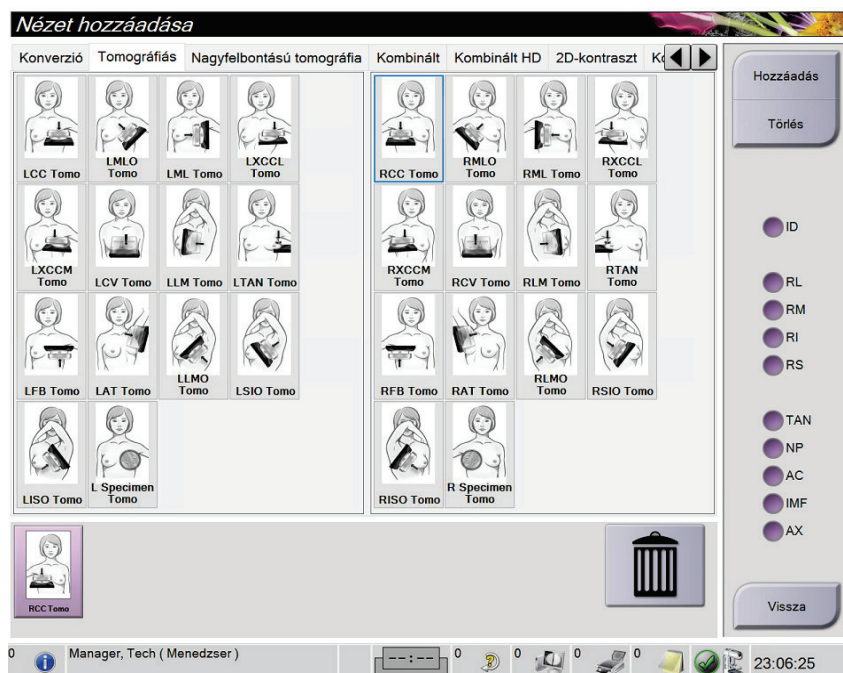 Nézet hozzáadása
Konverzió Tomográfiás Nagyfelbontású tomográfia Kombinált Kombinált HD 2D-kontraszt
LCC Tomo
LMLO
Tomo
LML Tomo
LXCCL
Tomo
LXCCM
Tomo
LCV Tomo
LLM Tomo
LTAN Tomo
LFB Tomo
LAT Tomo
LLMO
Tomo
LSIO Tomo
LISO Tomo
L Specimen
Tomo
RCC Tomo
RMLO
Tomo
RML Tomo
RXCCL
Tomo
RXCCM
Tomo
RCV Tomo
RLM Tomo
RTAN
Tomo
RFB Tomo
RAT Tomo
RLMO
Tomo
RSIO Tomo
RISO Tomo
R Specimen
Tomo
Hozzáadás
Törlés
ID
RL
RM
RI
RS
TAN
NP
AC
IMF
AX
Vissza
RCC Tomo
0 Manager, Tech ( Menedzser ) --:-- 0 0 0 0 23:06:25